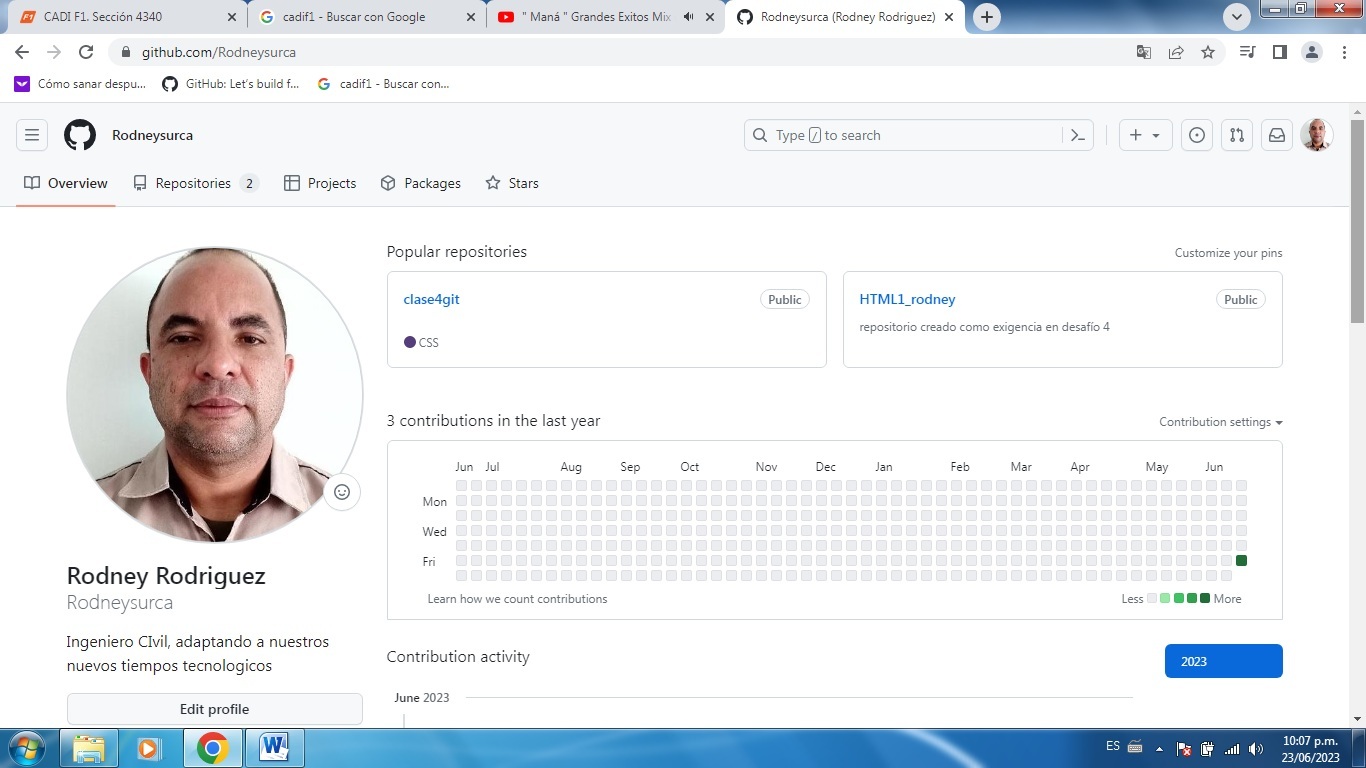 CADI F1. Sección 4340
cadif1 - Buscar con Google
" Maná " Grandes Exitos Mix
Rodneysurca (Rodney Rodriguez)
github.com/Rodneysurca
Cómo sanar despu...
GitHub: Let's build f...
cadif1 - Buscar con...
Rodneysurca
Type / to search
Overview
Repositories 2
Projects
Packages
Stars
Popular repositories
Customize your pins
clase4git
Public
CSS
HTML1_rodney
Public
repositorio creado como exigencia en desafío 4
3 contributions in the last year
Contribution settings
Jun Jul Aug Sep Oct Nov Dec Jan Feb Mar Apr May Jun
Mon
Wed
Fri
Learn how we count contributions
Less More
Rodney Rodriguez
Rodneysurca
Ingeniero CIvil, adaptando a nuestros
nuevos tiempos tecnologicos
Edit profile
Contribution activity
2023
June 2023
ES
10:07 p.m.
23/06/2023